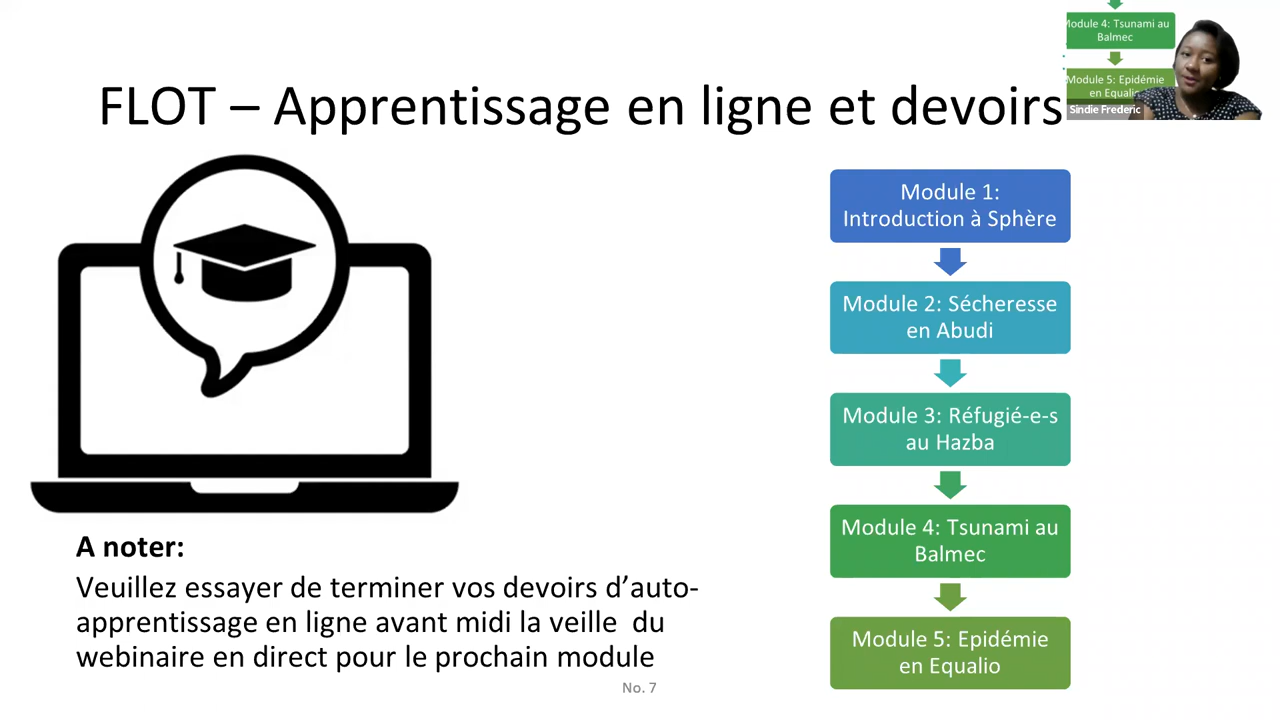 Module 4: Tsunami au
Balmec
Module 5: Epidémie
en Equalio
Sindie Frederic
FLOT – Apprentissage en ligne et devoirs
Module 1:
Introduction à Sphère
Module 2: Sécheresse
en Abudi
Module 3: Réfugié-e-s
au Hazba
Module 4: Tsunami au
Balmec
Module 5: Epidémie
en Equalio
A noter:
Veuillez essayer de terminer vos devoirs d’auto-
apprentissage en ligne avant midi la veille du
webinaire en direct pour le prochain module
No. 7